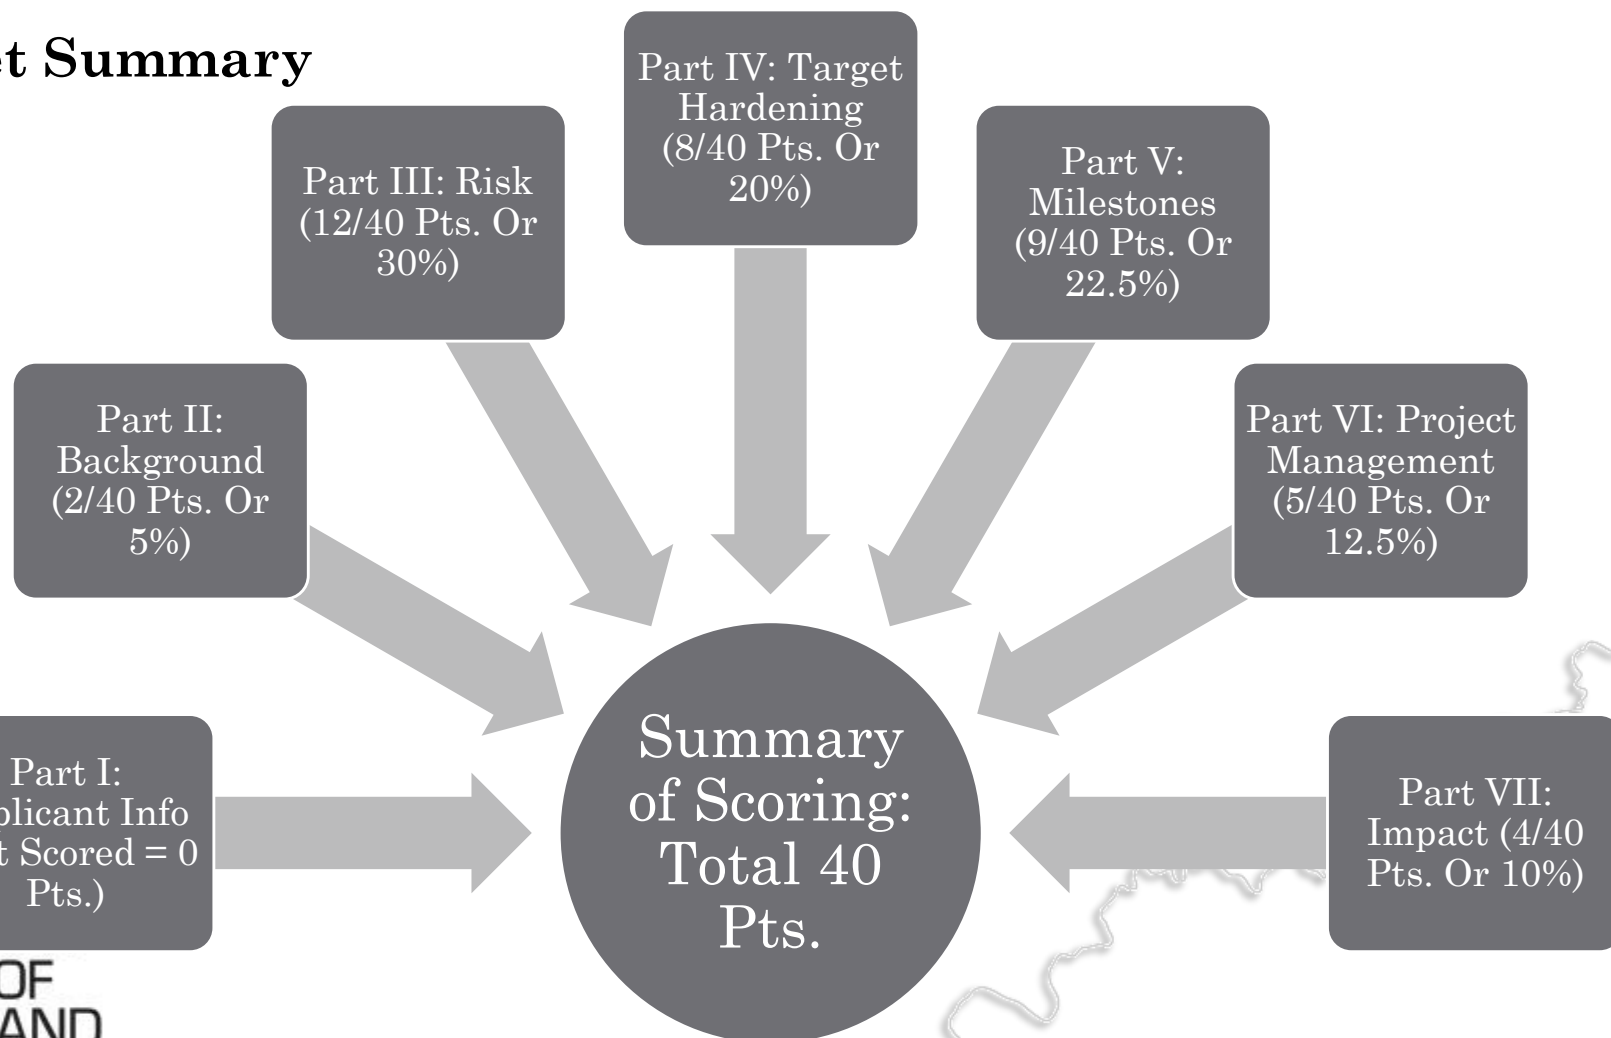 et Summary
Part IV: Target
Hardening
(8/40 Pts. Or
20%)
Part III: Risk
(12/40 Pts. Or
30%)
Part V:
Milestones
(9/40 Pts. Or
22.5%)
Part II:
Background
(2/40 Pts. Or
5%)
Part VI: Project
Management
(5/40 Pts. Or
12.5%)
Part I:
plicant Info
t Scored = 0
Pts.)
Summary
of Scoring:
Total 40
Pts.
Part VII:
Impact (4/40
Pts. Or 10%)
OF
AND